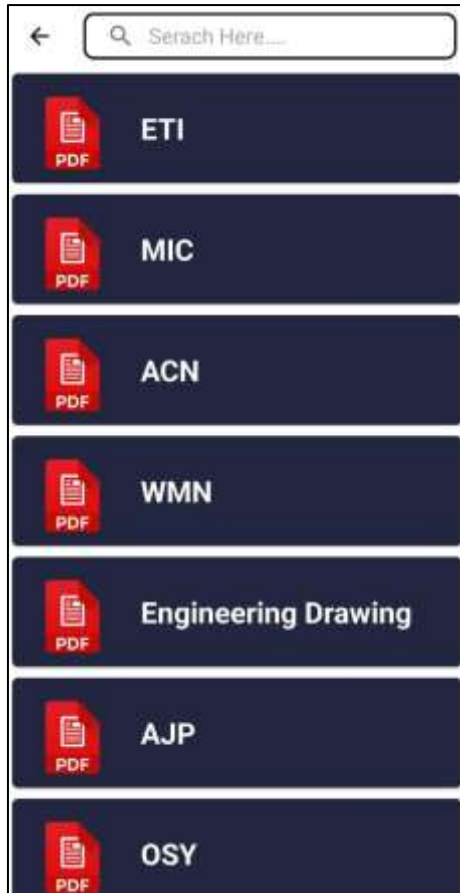 Serach Here....
ETI
PDF
MIC
PDF
ACN
PDF
WMN
PDF
Engineering Drawing
PDF
AJP
PDF
OSY
PDF